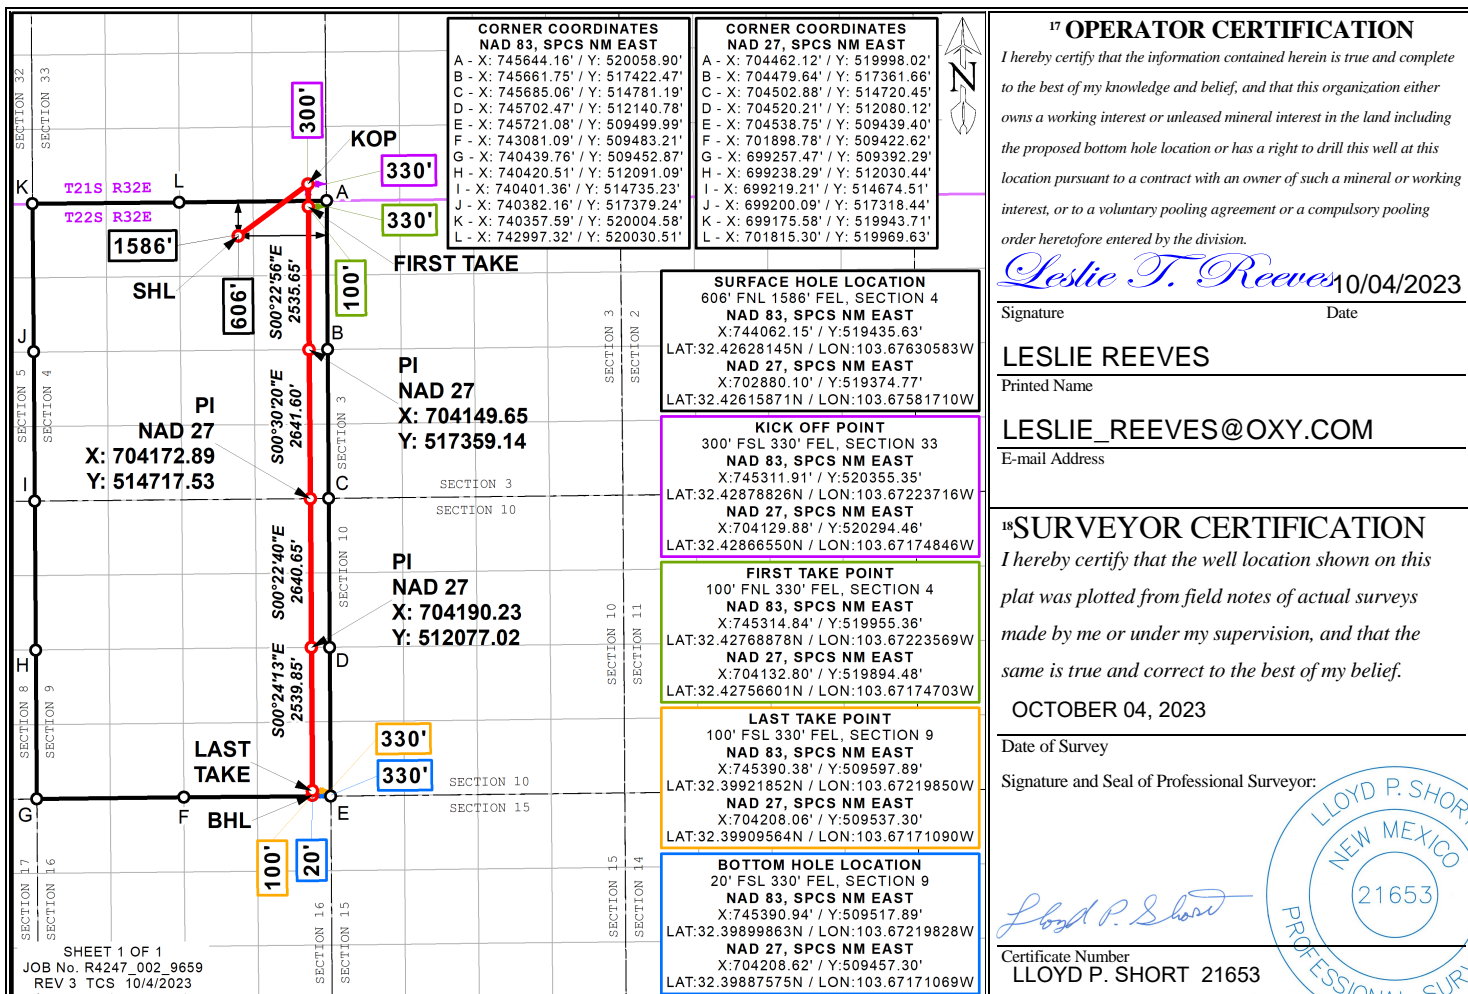 SECTION 32
SECTION 33
T21S R32E
T22S R32E
K
L
A
300'
KOP
330'
330'
FIRST TAKE
100'
1586'
SHL
606'
S00°22'56"E
2535.65'
J
B
SECTION 5
SECTION 4
SECTION 3
SECTION 3
SECTION 2
PI
NAD 27
X: 704149.65
Y: 517359.14
S00°30'20"E
2641.60'
PI
NAD 27
X: 704172.89
Y: 514717.53
I
C
SECTION 3
SECTION 10
S00°22'40"E
2640.65'
SECTION 10
SECTION 10
SECTION 11
PI
NAD 27
X: 704190.23
Y: 512077.02
H
D
SECTION 8
SECTION 9
S00°24'13"E
2539.85'
LAST
TAKE
330'
330'
SECTION 10
SECTION 15
G
F
BHL
E
100'
20'
SECTION 17
SECTION 16
SECTION 16
SECTION 15
SECTION 15
SECTION 14
SHEET 1 OF 1
JOB No. R4247_002_9659
REV 3 TCS 10/4/2023
CORNER COORDINATES
NAD 83, SPCS NM EAST
A - X: 745644.16' / Y: 520058.90'
B - X: 745661.75' / Y: 517422.47'
C - X: 745685.06' / Y: 514781.19'
D - X: 745702.47' / Y: 512140.78'
E - X: 745721.08' / Y: 509499.99'
F - X: 743081.09' / Y: 509483.21'
G - X: 740439.76' / Y: 509452.87'
H - X: 740420.51' / Y: 512091.09'
I - X: 740401.36' / Y: 514735.23'
J - X: 740382.16' / Y: 517379.24'
K - X: 740357.59' / Y: 520004.58'
L - X: 742997.32' / Y: 520030.51'
CORNER COORDINATES
NAD 27, SPCS NM EAST
A - X: 704462.12' / Y: 519998.02'
B - X: 704479.64' / Y: 517361.66'
C - X: 704502.88' / Y: 514720.45'
D - X: 704520.21' / Y: 512080.12'
E - X: 704538.75' / Y: 509439.40'
F - X: 701898.78' / Y: 509422.62'
G - X: 699257.47' / Y: 509392.29'
H - X: 699238.29' / Y: 512030.44'
I - X: 699219.21' / Y: 514674.51'
J - X: 699200.09' / Y: 517318.44'
K - X: 699175.58' / Y: 519943.71'
L - X: 701815.30' / Y: 519969.63'
N
SURFACE HOLE LOCATION
606' FNL 1586' FEL, SECTION 4
NAD 83, SPCS NM EAST
X:744062.15' / Y:519435.63'
LAT:32.42628145N / LON:103.67630583W
NAD 27, SPCS NM EAST
X:702880.10' / Y:519374.77'
LAT:32.42615871N / LON:103.67581710W
KICK OFF POINT
300' FSL 330' FEL, SECTION 33
NAD 83, SPCS NM EAST
X:745311.91' / Y:520355.35'
LAT:32.42878826N / LON:103.67223716W
NAD 27, SPCS NM EAST
X:704129.88' / Y:520294.46'
LAT:32.42866550N / LON:103.67174846W
FIRST TAKE POINT
100' FNL 330' FEL, SECTION 4
NAD 83, SPCS NM EAST
X:745314.84' / Y:519955.36'
LAT:32.42768878N / LON:103.67223569W
NAD 27, SPCS NM EAST
X:704132.80' / Y:519894.48'
LAT:32.42756601N / LON:103.67174703W
LAST TAKE POINT
100' FSL 330' FEL, SECTION 9
NAD 83, SPCS NM EAST
X:745390.38' / Y:509597.89'
LAT:32.39921852N / LON:103.67219850W
NAD 27, SPCS NM EAST
X:704208.06' / Y:509537.30'
LAT:32.39909564N / LON:103.67171090W
BOTTOM HOLE LOCATION
20' FSL 330' FEL, SECTION 9
NAD 83, SPCS NM EAST
X:745390.94' / Y:509517.89'
LAT:32.39899863N / LON:103.67219828W
NAD 27, SPCS NM EAST
X:704208.62' / Y:509457.30'
LAT:32.39887575N / LON:103.67171069W
17 OPERATOR CERTIFICATION
I hereby certify that the information contained herein is true and complete
to the best of my knowledge and belief, and that this organization either
owns a working interest or unleased mineral interest in the land including
the proposed bottom hole location or has a right to drill this well at this
location pursuant to a contract with an owner of such a mineral or working
interest, or to a voluntary pooling agreement or a compulsory pooling
order heretofore entered by the division.
Leslie T. Reeves 10/04/2023
Signature Date
LESLIE REEVES
Printed Name
LESLIE_REEVES@OXY.COM
E-mail Address
18 SURVEYOR CERTIFICATION
I hereby certify that the well location shown on this
plat was plotted from field notes of actual surveys
made by me or under my supervision, and that the
same is true and correct to the best of my belief.
OCTOBER 04, 2023
Date of Survey
Signature and Seal of Professional Surveyor:
LLOYD P. SHORT
NEW MEXICO
21653
PROFESSIONAL SUR
Lloyd P. Short
Certificate Number
LLOYD P. SHORT 21653